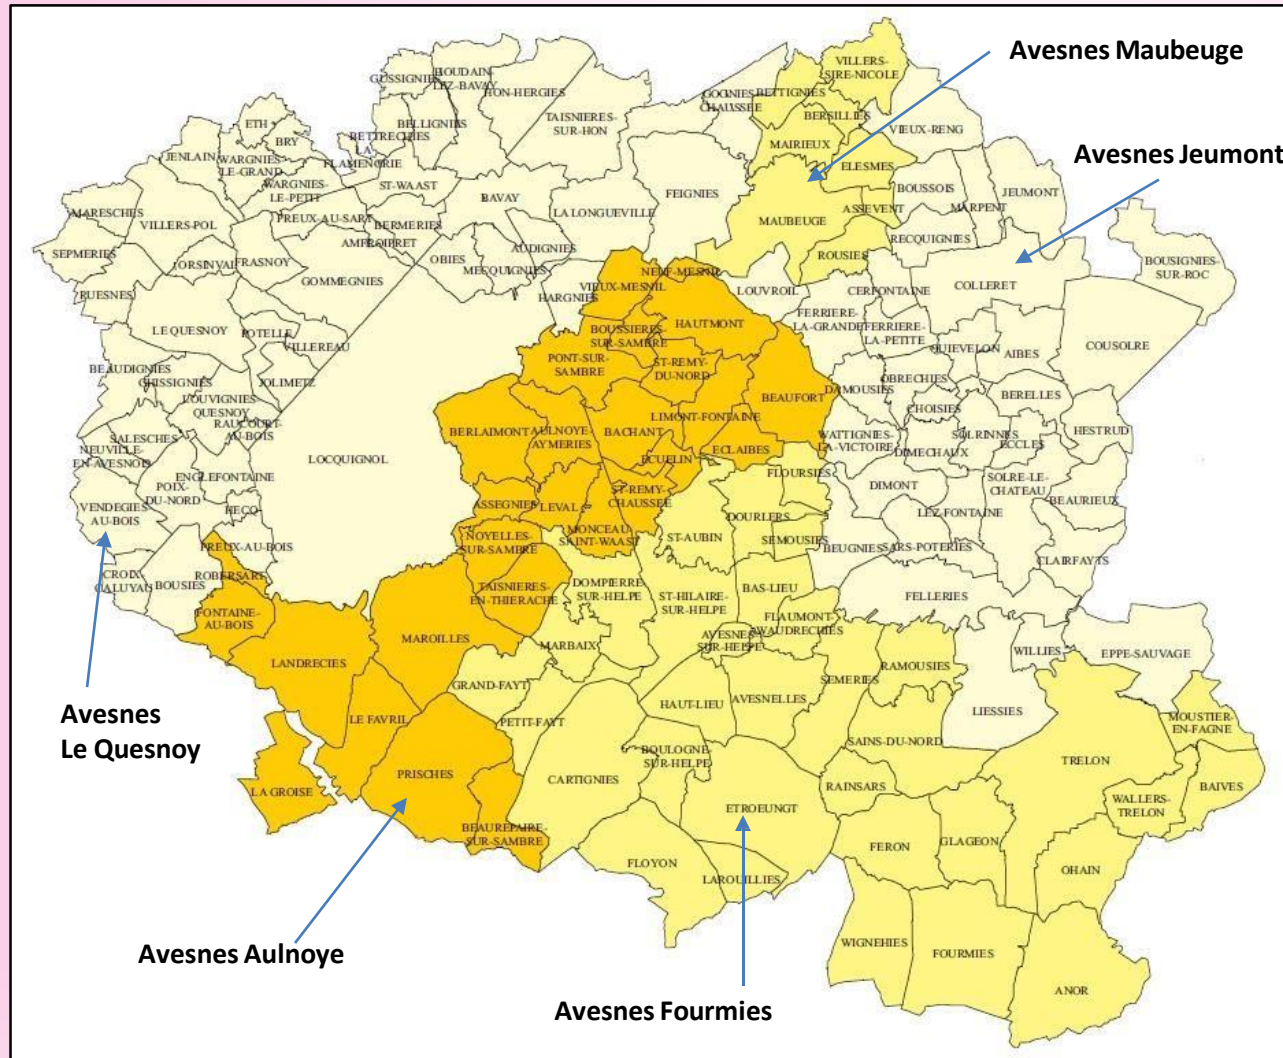 Avesnes Maubeuge
Avesnes Jeumont
Avesnes
Le Quesnoy
Avesnes Aulnoye
Avesnes Fourmies
GUSSIGNIES
HOUDAIN-
LEZ-BAVAY
HON-HERGIES
TAISNIERES-
SUR-HON
BELLIGNIES
BETTRECHIES
LA
FLAMENGRIE
ETH
BRY
JENLAIN
WARGNIES-
LE-GRAND
WARGNIES-
LE-PETIT
ST-WAAST
BAVAY
LA LONGUEVILLE
FEIGNIES
GOGNIES
CHAUSSEE
BETTIGNIES
VILLERS-
SIRE-NICOLE
BERSILLIES
VIEUX-RENG
MAIRIEUX
ELESMES
BOUSSOIS
JEUMONT
MARPENT
MAUBEUGE
ASSEVENT
RECQUIGNIES
ROUSIES
BOUSIGNIES-
SUR-ROC
COLLERET
CERFONTAINE
LOUVROIL
FERRIERE-
LA-GRANDE
FERRIERE-
LA-PETITE
QUIEVELON
AIBES
COUSOLRE
MARESCHES
VILLERS-POL
PREUX-AU-SART
BERMERIES
AMFROIPRET
SEPMERIES
ORSINVAL
FRASNOY
GOMMEGNIES
OBIES
AUDIGNIES
MECQUIGNIES
HARGNIES
RUESNES
LE QUESNOY
POTELLE
VILLEREAU
BEAUDIGNIES
GHISSIGNIES
JOLIMETZ
LOUVIGNIES
QUESNOY
RAUCOURT-
AU-BOIS
SALESCHES
NEUVILLE-
EN-AVESNOIS
ENGLEFONTAINE
POIX-
DU-NORD
VENDEGIES-
AU-BOIS
HECQ
LOCQUIGNOL
PREUX-AU-BOIS
CROIX-
CALUYAU
BOUSIES
ROBERSART
FONTAINE-
AU-BOIS
LANDRECIES
LE FAVRIL
LA GROISE
PRISCHES
BEAUREPAIRE-
SUR-SAMBRE
MAROILLES
NEUF-MESNIL
VIEUX-MESNIL
HAUTMONT
BOUSSIERES-
SUR-SAMBRE
PONT-SUR-
SAMBRE
ST-REMY-
DU-NORD
BEAUFORT
LIMONT-FONTAINE
BERLAIMONT
AULNOYE-
AYMERIES
BACHANT
ECLAIBES
ECUELIN
ST-REMY-
CHAUSSEE
ASSEGNIES
LEVAL
MONCEAU-
SAINT-WAAST
NOYELLES-
SUR-SAMBRE
TAISNIERES-
EN-THIERACHE
DAMOUSIES
OBRECHIES
CHOISIES
BERELLES
WATTIGNIES-
LA-VICTOIRE
DIMECHAUX
SOLRINNES
ECCLES
HESTRUD
DIMONT
SOLRE-LE-
CHATEAU
BEAURIEUX
LEZ-FONTAINE
BEUGNIES
SARS-POTERIES
CLAIRFAYTS
FELLERIES
WILLIES
EPPE-SAUVAGE
LIESSIES
FLOURSIES
DOURLERS
SEMOUSIES
ST-AUBIN
DOMPIERRE
SUR-HELPE
ST-HILAIRE-
SUR-HELPE
BAS-LIEU
FLAUMONT-
WAUDRECHIES
AVESNES-
SUR-HELPE
MARBAIX
GRAND-FAYT
PETIT-FAYT
HAUT-LIEU
AVESNELLES
SEMERIES
RAMOUSIES
SAINS-DU-NORD
BOULOGNE-
SUR-HELPE
CARTIGNIES
ETROEUNGT
RAINSARS
FLOYON
LAROUILLIES
FERON
GLAGEON
TRELON
MOUSTIER-
EN-FAGNE
BAIVES
WALLERS-
TRELON
OHAIN
WIGNEHIES
FOURMIES
ANOR